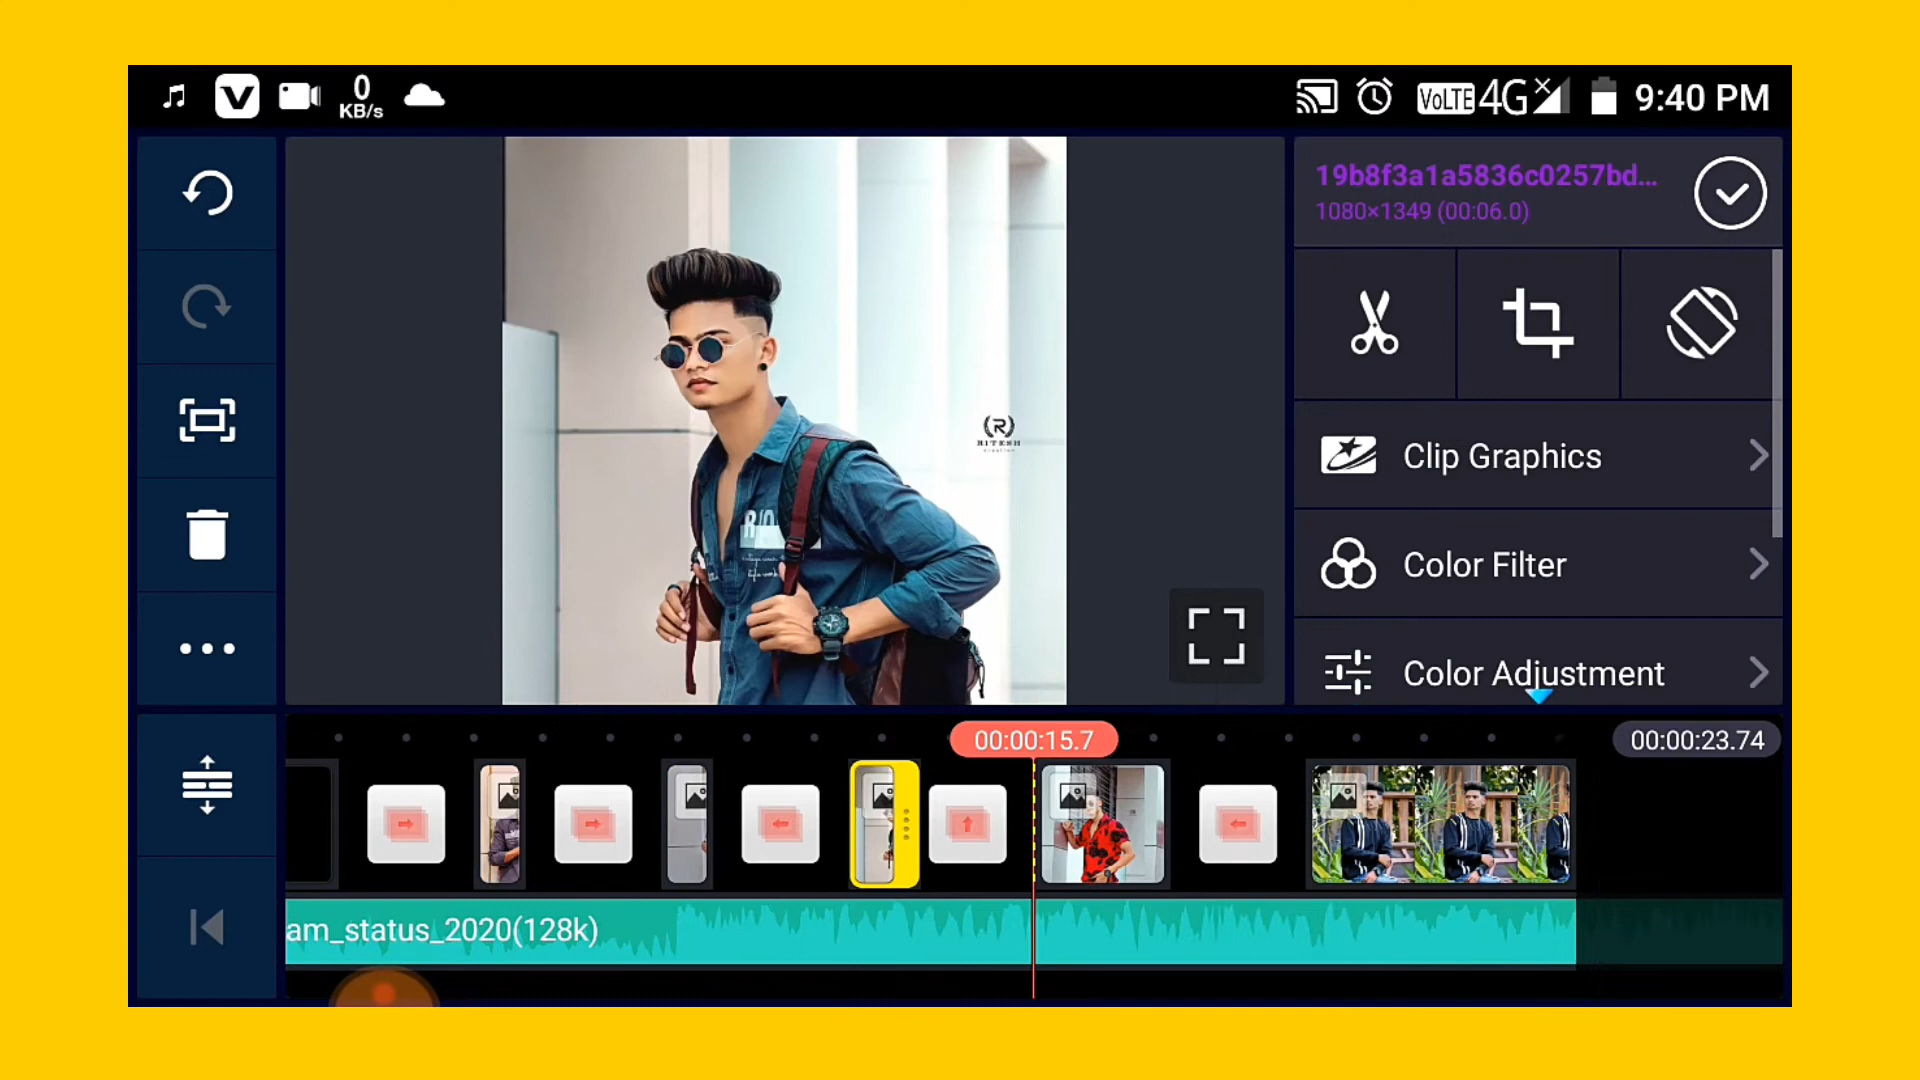 0
KB/s
VoLTE 4G
9:40 PM
19b8f3a1a5836c0257bd...
1080×1349 (00:06.0)
R
RITESH
Clip Graphics
Color Filter
Color Adjustment
00:00:15.7
00:00:23.74
am_status_2020(128k)